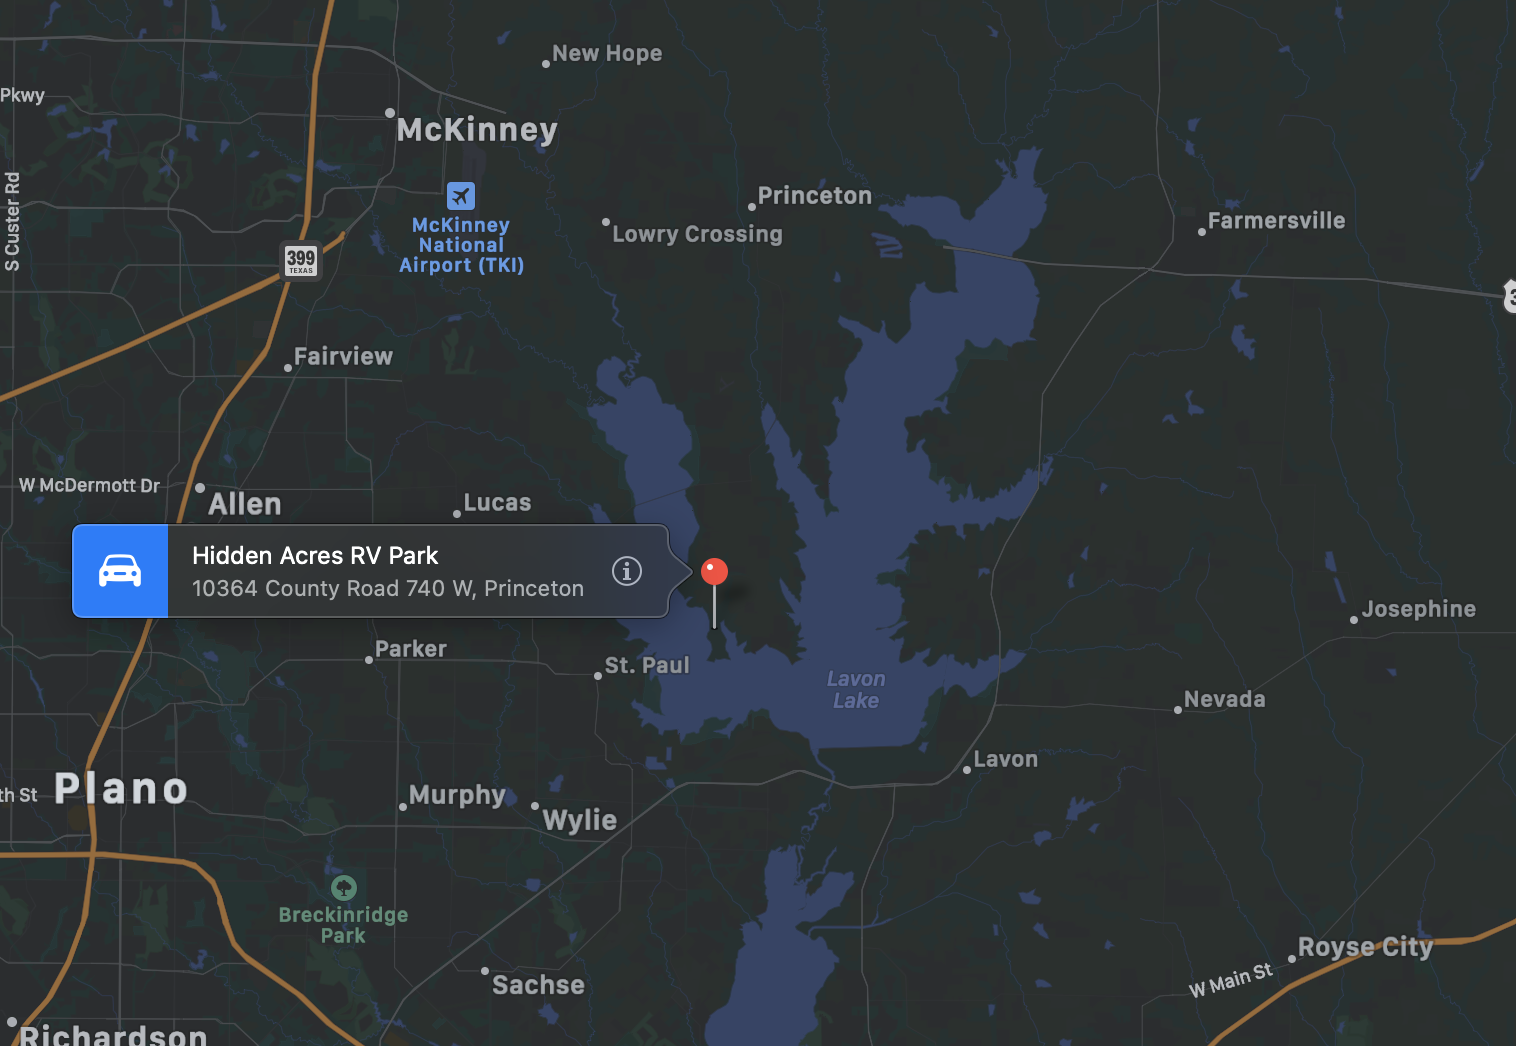 New Hope
Pkwy
McKinney
Princeton
McKinney
National
Airport (TKI)
Lowry Crossing
Farmersville
S Custer Rd
399
TEXAS
3
Fairview
W McDermott Dr
Allen
Lucas
Hidden Acres RV Park
10364 County Road 740 W, Princeton
Josephine
Parker
St. Paul
Lavon
Lake
Nevada
Lavon
th St
Plano
Murphy
Wylie
Breckinridge
Park
Royse City
W Main St
Sachse
Richardson